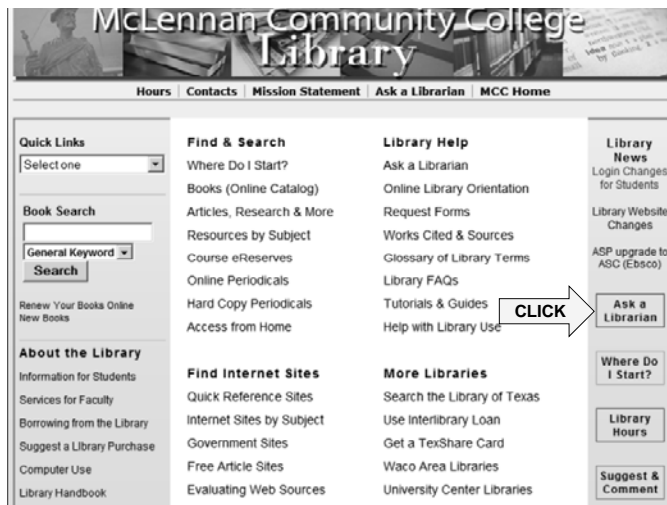 McLennan Community College
Library
Hours | Contacts | Mission Statement | Ask a Librarian | MCC Home
Quick Links
Select one
Book Search
General Keyword
Search
Renew Your Books Online
New Books
About the Library
Information for Students
Services for Faculty
Borrowing from the Library
Suggest a Library Purchase
Computer Use
Library Handbook
Find & Search
Where Do I Start?
Books (Online Catalog)
Articles, Research & More
Resources by Subject
Course eReserves
Online Periodicals
Hard Copy Periodicals
Access from Home
Find Internet Sites
Quick Reference Sites
Internet Sites by Subject
Government Sites
Free Article Sites
Evaluating Web Sources
Library Help
Ask a Librarian
Online Library Orientation
Request Forms
Works Cited & Sources
Glossary of Library Terms
Library FAQs
Tutorials & Guides
Help with Library Use
CLICK
More Libraries
Search the Library of Texas
Use Interlibrary Loan
Get a TexShare Card
Waco Area Libraries
University Center Libraries
Library
News
Login Changes
for Students
Library Website
Changes
ASP upgrade to
ASC (Ebsco)
Ask a
Librarian
Where Do
I Start?
Library
Hours
Suggest &
Comment